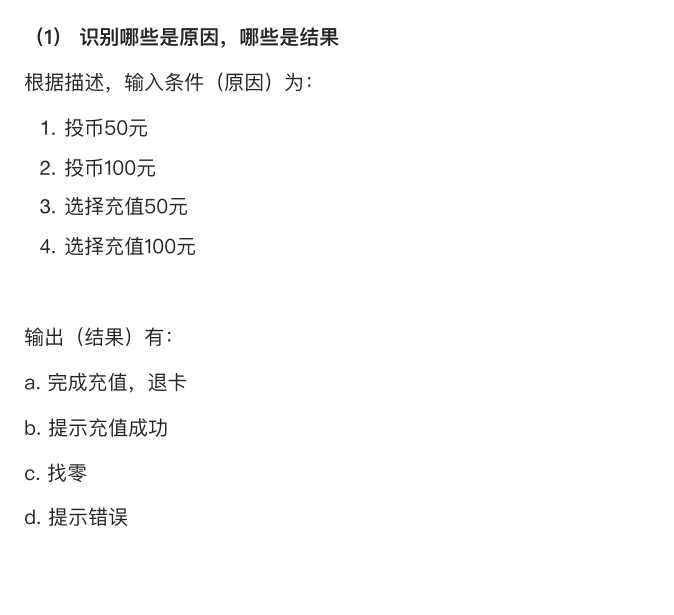 （1） 识别哪些是原因，哪些是结果
根据描述，输入条件（原因）为：
1. 投币50元
2. 投币100元
3. 选择充值50元
4. 选择充值100元
输出（结果）有：
a. 完成充值，退卡
b. 提示充值成功
c. 找零
d. 提示错误